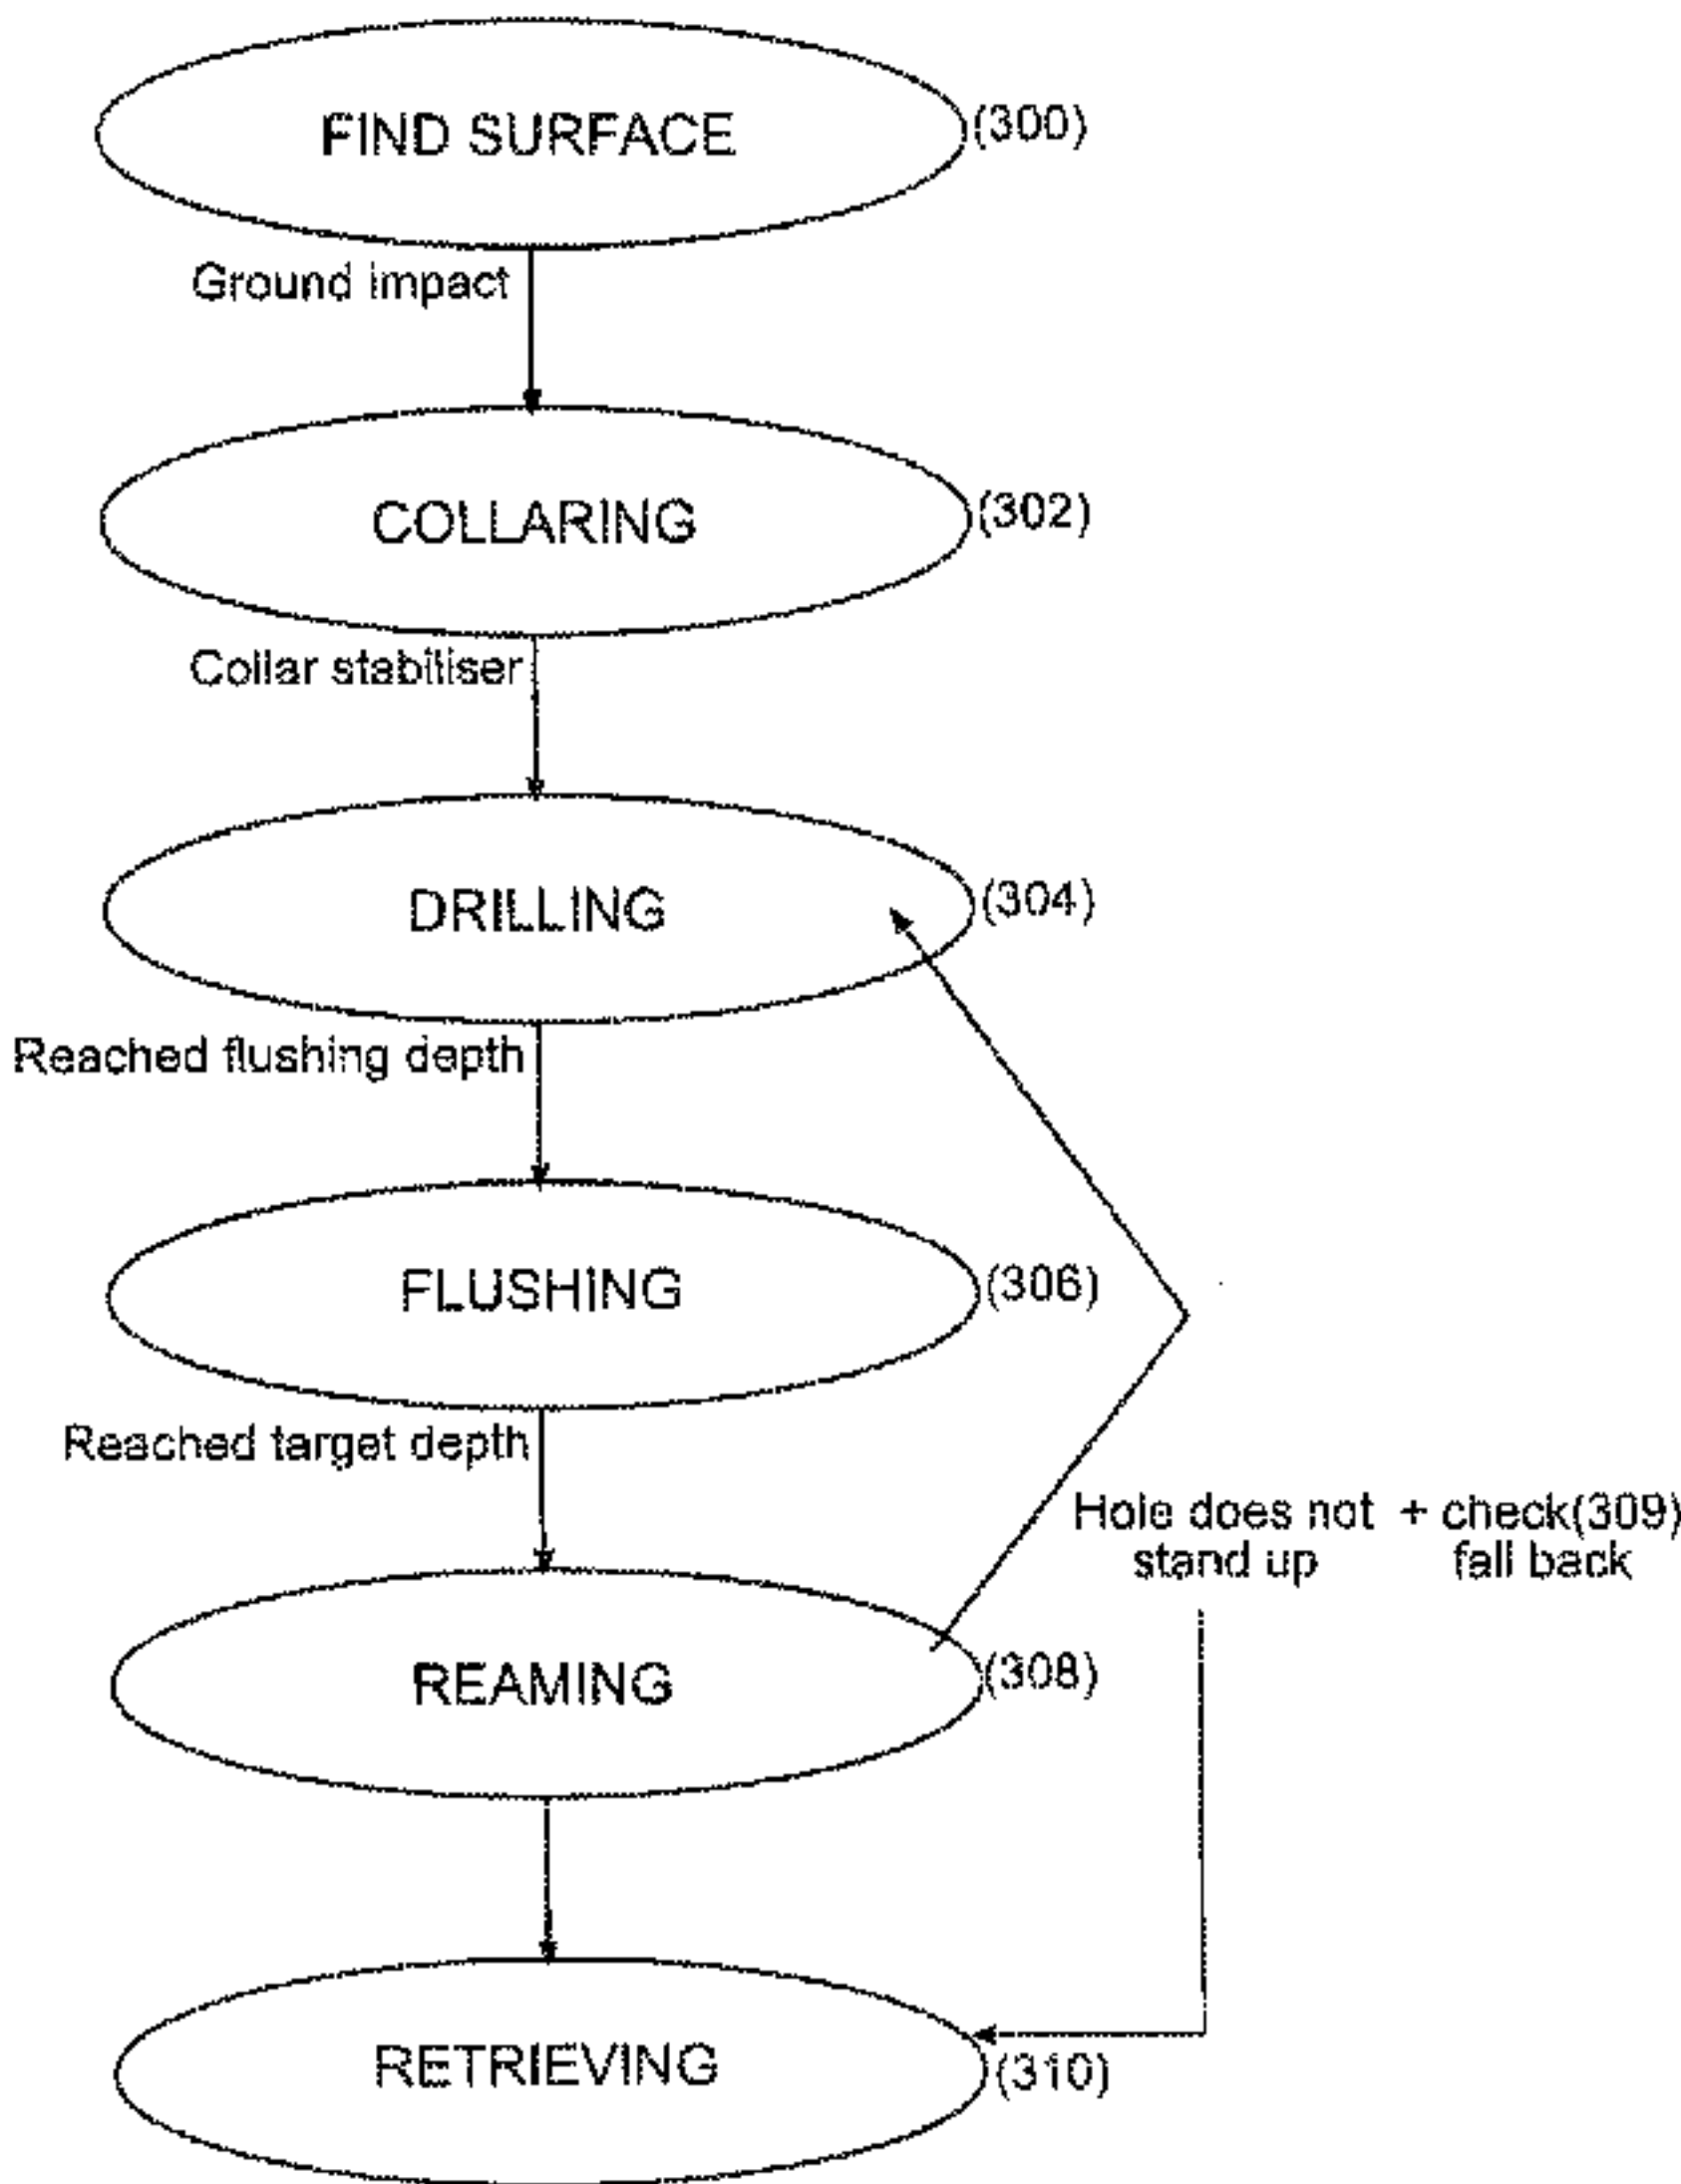 FIND SURFACE (300)
Ground impact
COLLARING (302)
Collar stabiliser
DRILLING (304)
Reached flushing depth
FLUSHING (306)
Reached target depth
Hole does not + check(309)
stand up fall back
REAMING (308)
RETRIEVING (310)